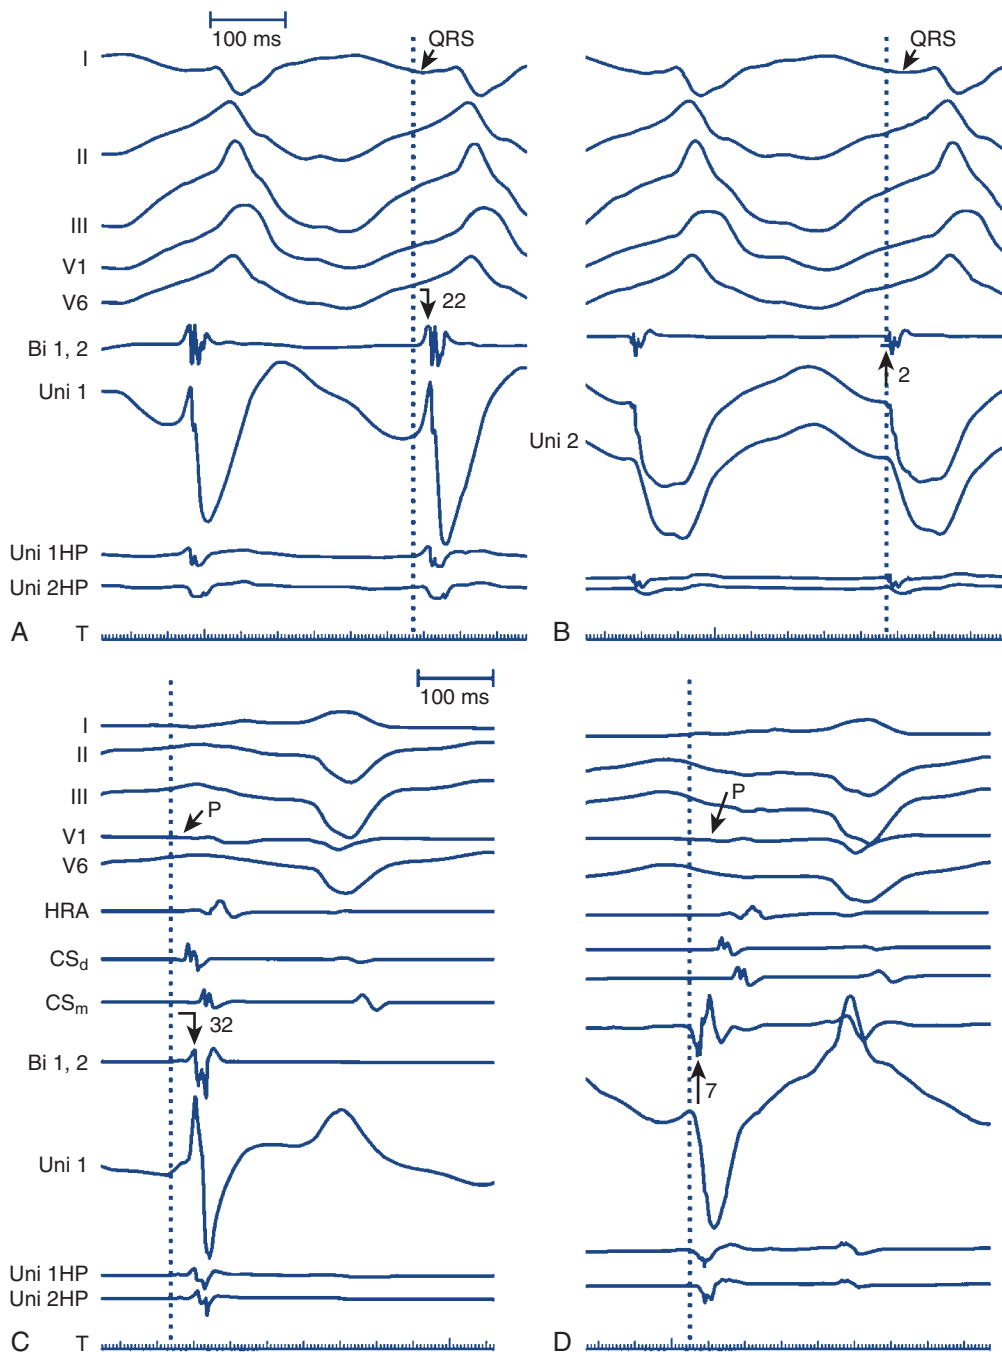 100 ms
QRS
QRS
I
II
III
V1
V6
22
Bi 1, 2
Uni 1
2
Uni 2
Uni 1HP
Uni 2HP
A
T
B
100 ms
I
II
III
P
P
V1
V6
HRA
CSd
CSm
32
Bi 1, 2
7
Uni 1
Uni 1HP
Uni 2HP
C
T
D